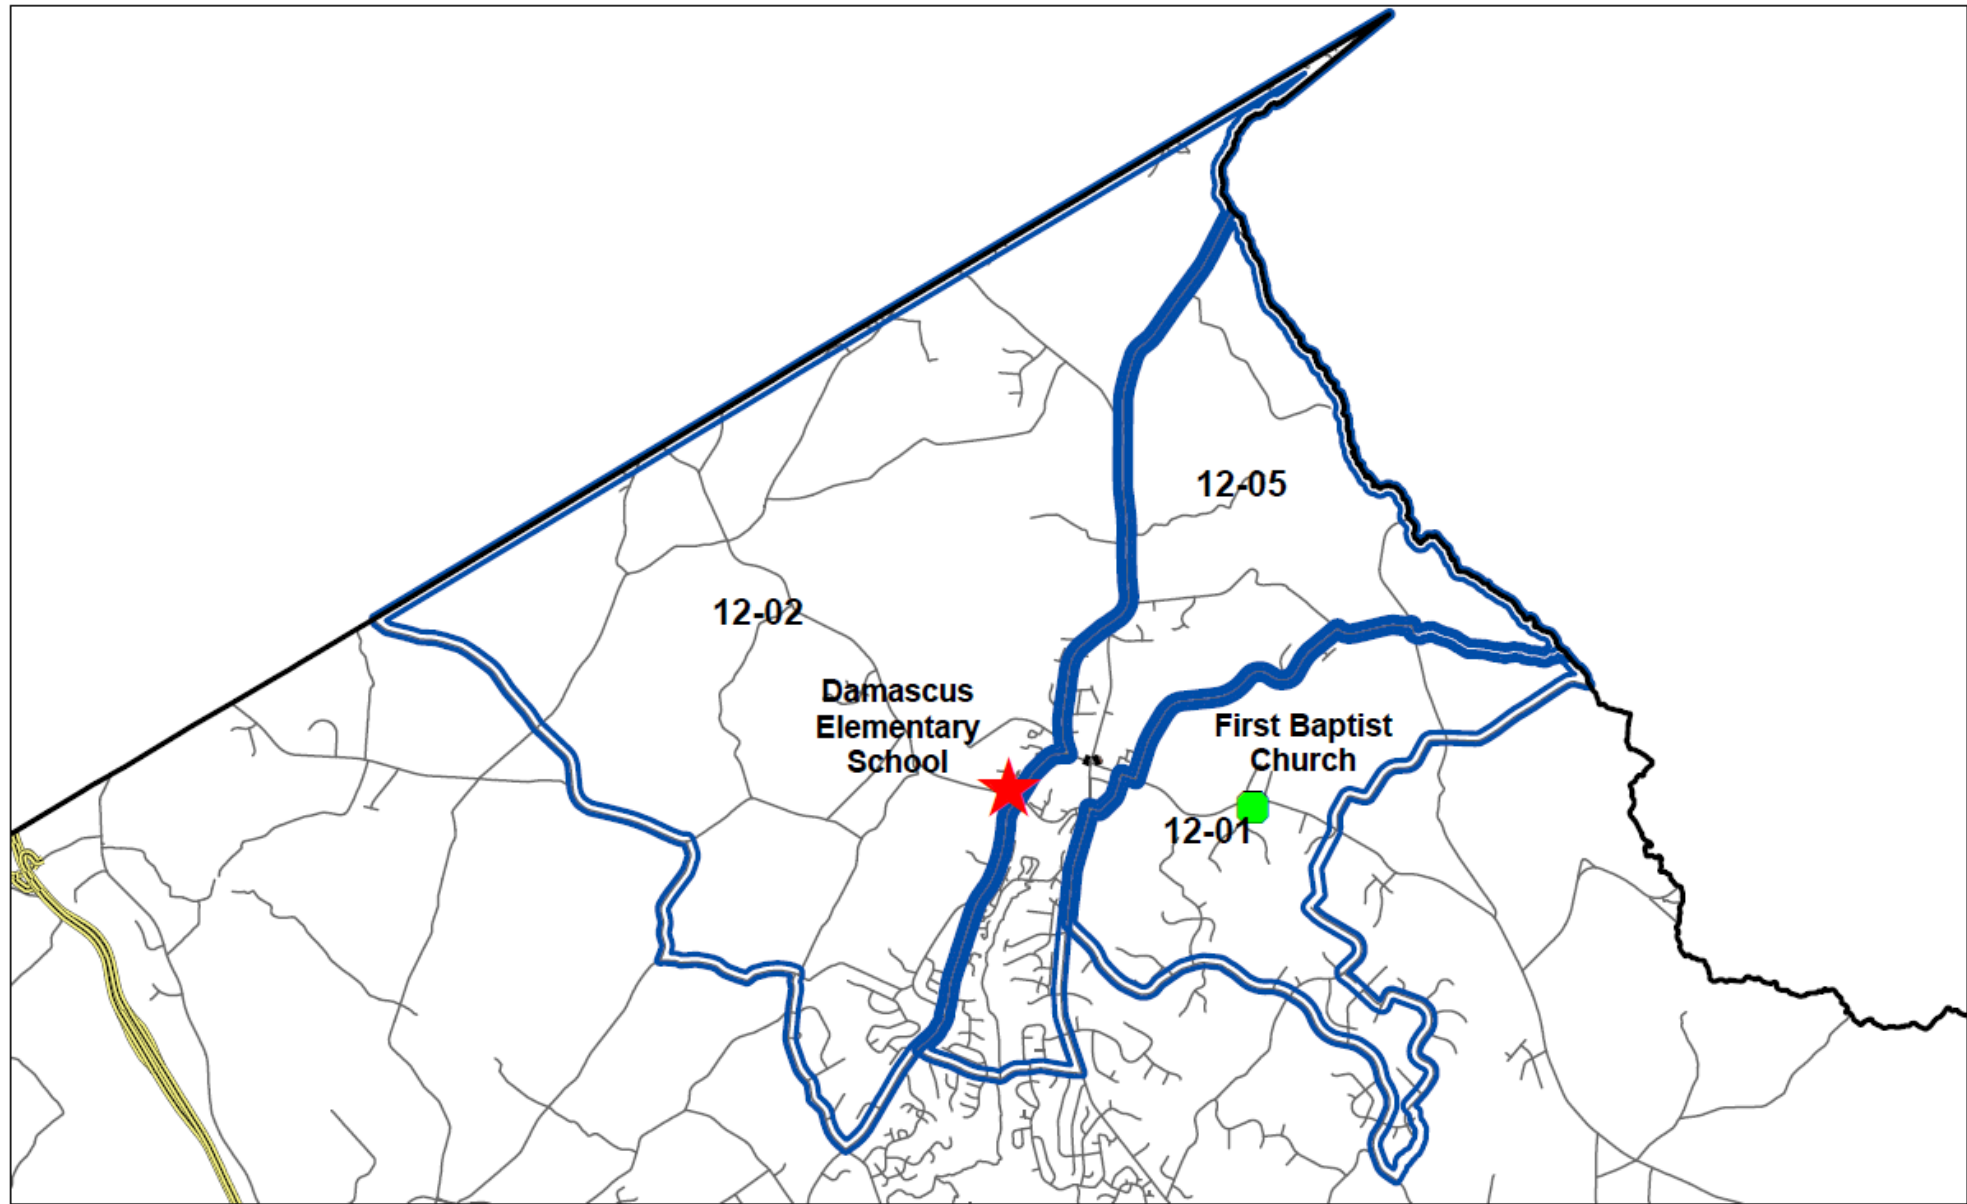 12-05
12-02
Damascus
Elementary
School
First Baptist
Church
12-01